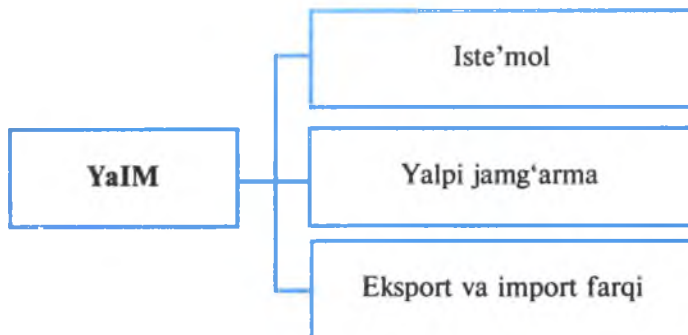 Iste’mol
YaIM
Yalpi jamg‘arma
Eksport va import farqi